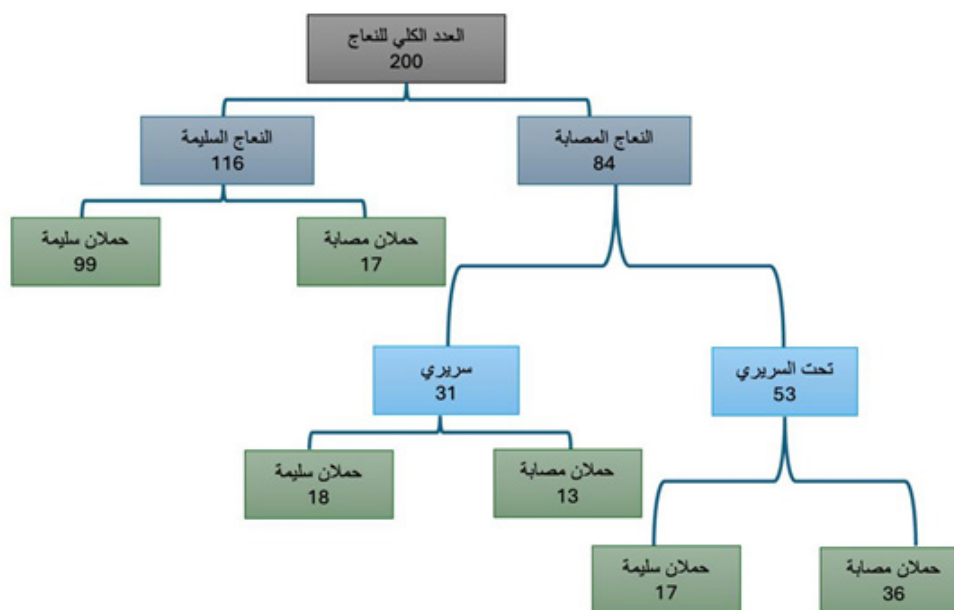 العدد الكلي للنعاج
200
النعاج المصابة
84
النعاج السليمة
116
حملان مصابة
17
حملان سليمة
99
تحت السريري
53
سريري
31
حملان مصابة
13
حملان سليمة
18
حملان مصابة
36
حملان سليمة
17